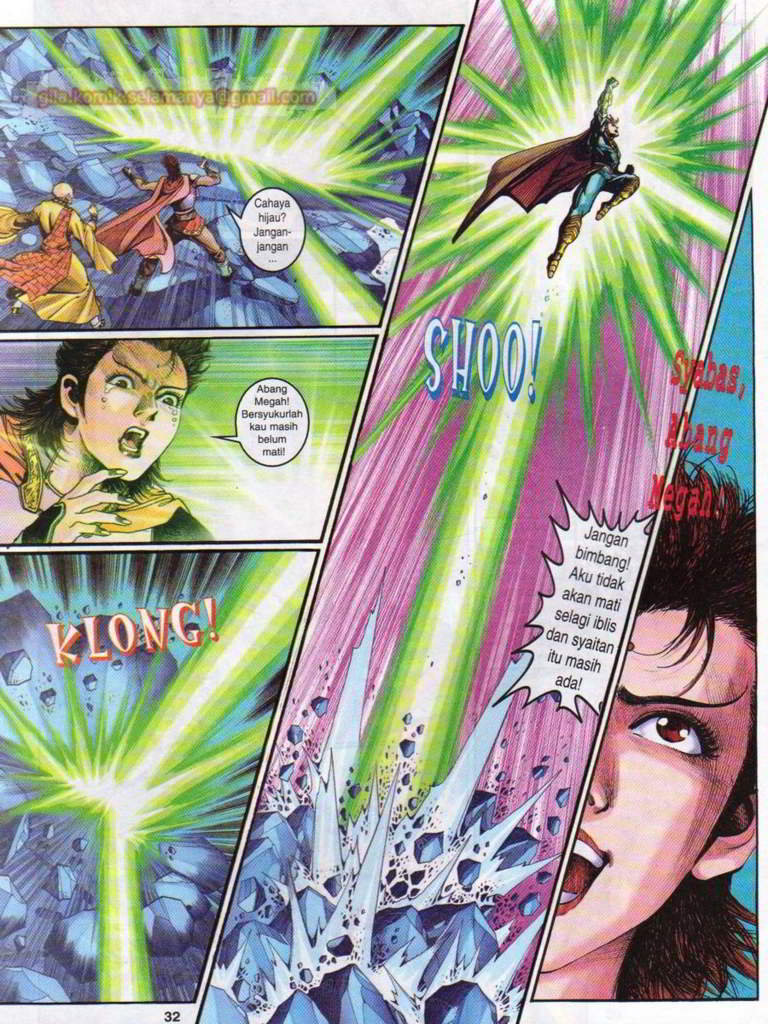 gila.komikselamanya@gmail.com
Cahaya
hijau?
Jangan-
jangan
...
Abang
Megah!
Bersyukurlah
kau masih
belum
mati!
KLONG!
SHOO!
Jangan
bimbang!
Aku tidak
akan mati
selagi iblis
dan syaitan
itu masih
ada!
Syabas,
Abang
Megah!
32